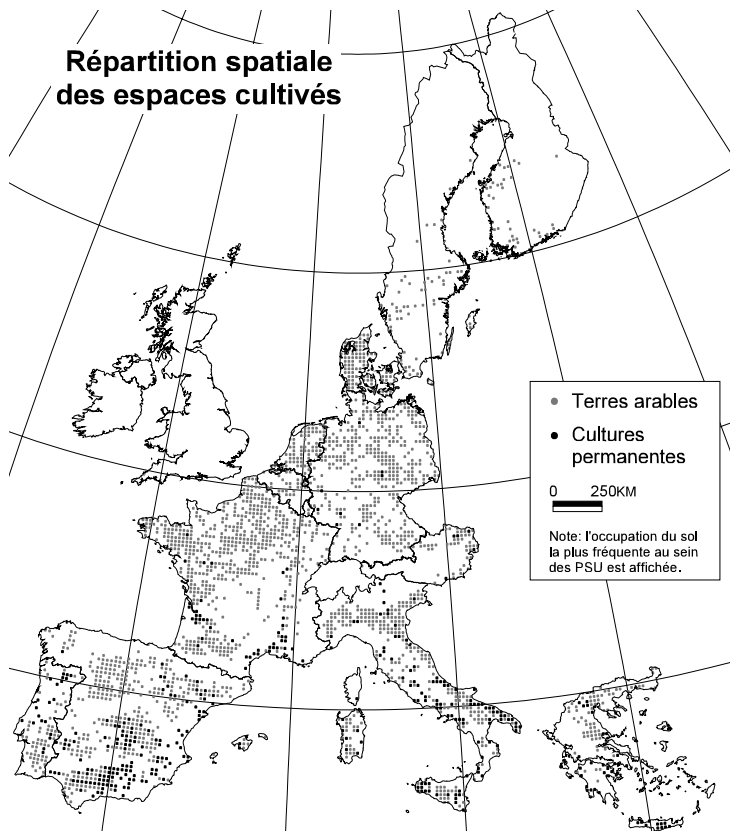 Répartition spatiale
des espaces cultivés
Terres arables
Cultures
permanentes
0 250KM
Note: l'occupation du sol
la plus fréquente au sein
des PSU est affichée.